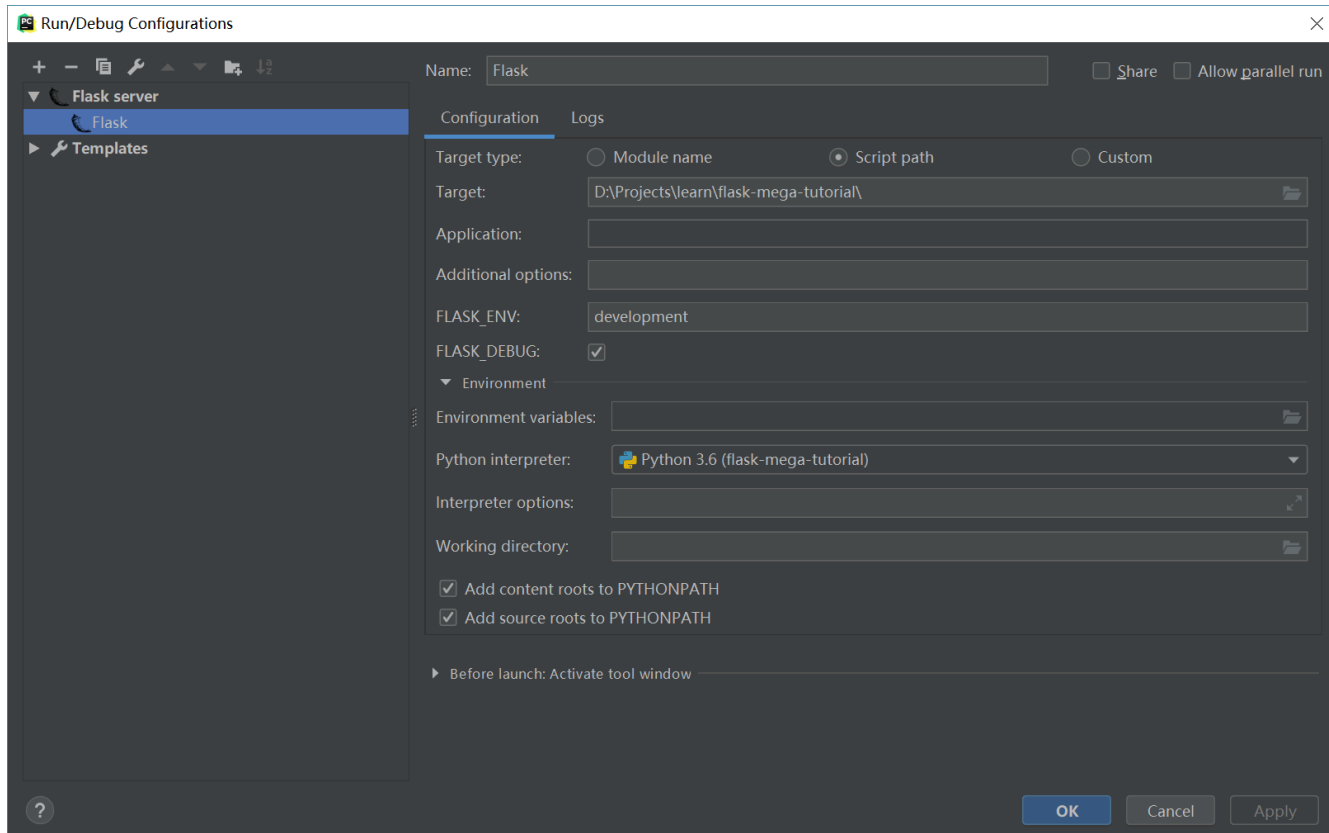 PC Run/Debug Configurations
Name: Flask Share Allow parallel run
Flask server
Flask
Templates
Configuration Logs
Target type: Module name Script path Custom
Target: D:\Projects\learn\flask-mega-tutorial\
Application:
Additional options:
FLASK_ENV: development
FLASK_DEBUG:
Environment
Environment variables:
Python interpreter: Python 3.6 (flask-mega-tutorial)
Interpreter options:
Working directory:
Add content roots to PYTHONPATH
Add source roots to PYTHONPATH
Before launch: Activate tool window
? OK Cancel Apply